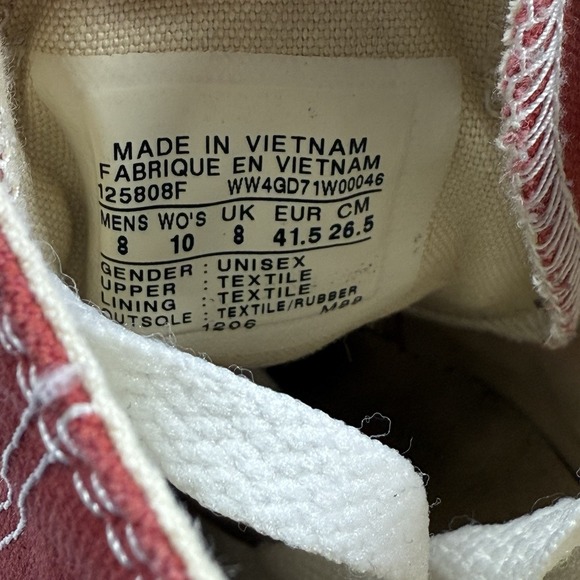 MADE IN VIETNAM
FABRIQUE EN VIETNAM
125808F WW4GD71W00046
MENS WO'S UK EUR CM
8 10 8 41.5 26.5
GENDER : UNISEX
UPPER : TEXTILE
LINING : TEXTILE
OUTSOLE : TEXTILE/RUBBER
1206